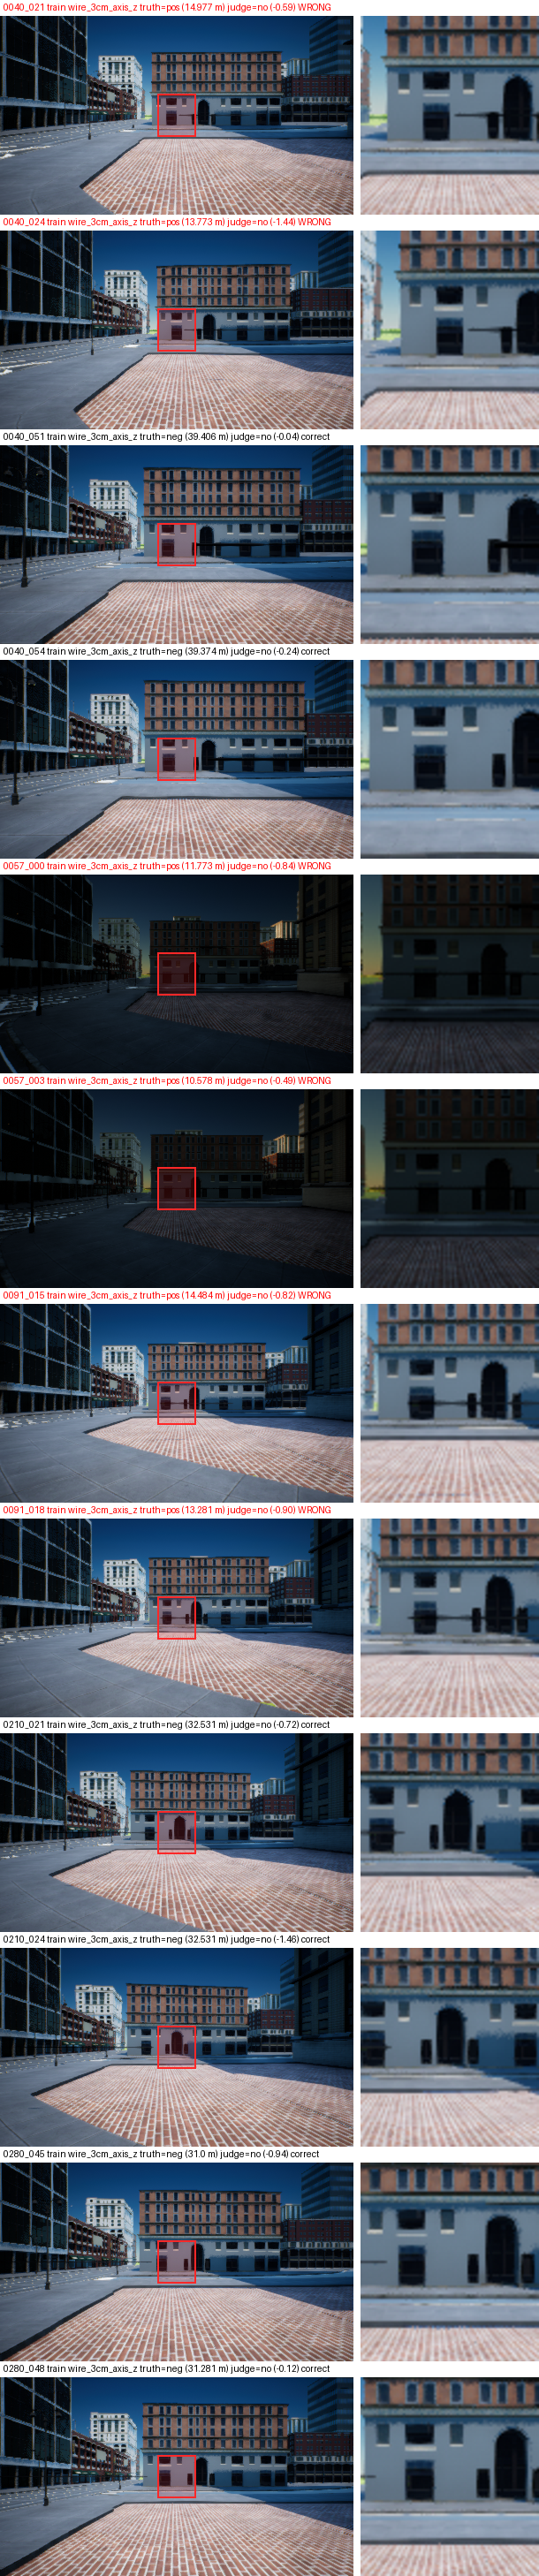 0040_021 train wire_3cm_axis_z truth=pos (14.977 m) judge=no (-0.59) WRONG
0040_024 train wire_3cm_axis_z truth=pos (13.773 m) judge=no (-1.44) WRONG
0040_051 train wire_3cm_axis_z truth=neg (39.406 m) judge=no (-0.04) correct
0040_054 train wire_3cm_axis_z truth=neg (39.374 m) judge=no (-0.24) correct
0057_000 train wire_3cm_axis_z truth=pos (11.773 m) judge=no (-0.84) WRONG
0057_003 train wire_3cm_axis_z truth=pos (10.578 m) judge=no (-0.49) WRONG
0091_015 train wire_3cm_axis_z truth=pos (14.484 m) judge=no (-0.82) WRONG
0091_018 train wire_3cm_axis_z truth=pos (13.281 m) judge=no (-0.90) WRONG
0210_021 train wire_3cm_axis_z truth=neg (32.531 m) judge=no (-0.72) correct
0210_024 train wire_3cm_axis_z truth=neg (32.531 m) judge=no (-1.46) correct
0280_045 train wire_3cm_axis_z truth=neg (31.0 m) judge=no (-0.94) correct
0280_048 train wire_3cm_axis_z truth=neg (31.281 m) judge=no (-0.12) correct